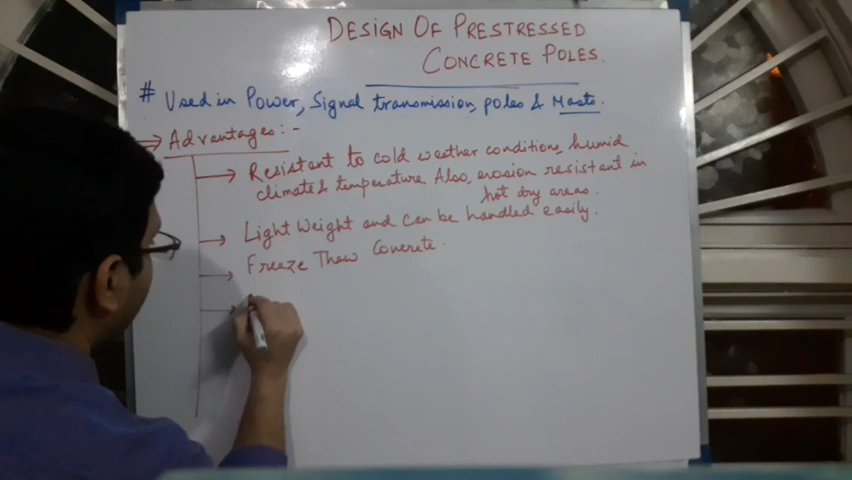 DESIGN OF PRESTRESSED
CONCRETE POLES.
# Used in Power, Signal transmission, poles & Masts.
⇒ Advantages:-
→ Resistant to cold weather conditions, humid
climate & temperature. Also, erosion resistant in
hot dry areas.
→ Light Weight and can be handled easily.
→ Freeze Thaw Concrete.
→